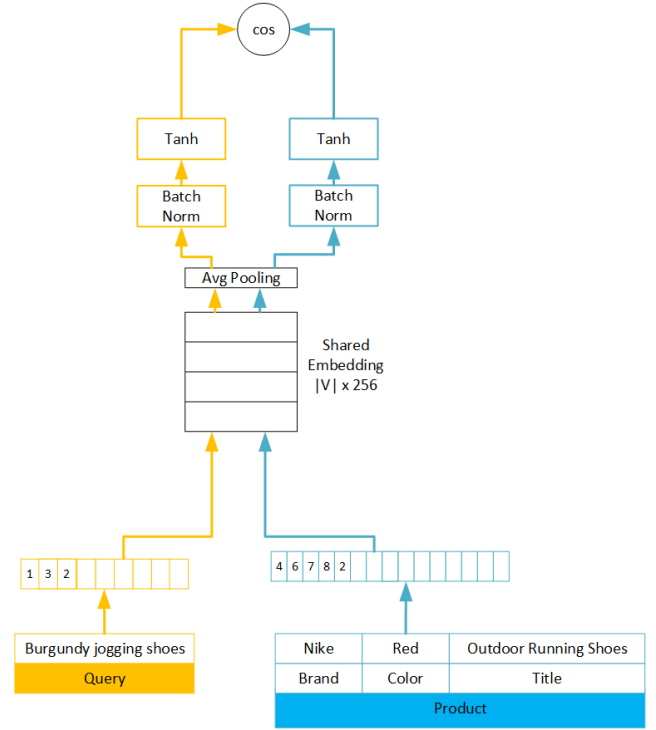 cos
Tanh
Tanh
Batch
Norm
Batch
Norm
Avg Pooling
Shared
Embedding
|V| x 256
1 3 2
4 6 7 8 2
Burgundy jogging shoes
Query
Nike Red Outdoor Running Shoes
Brand Color Title
Product